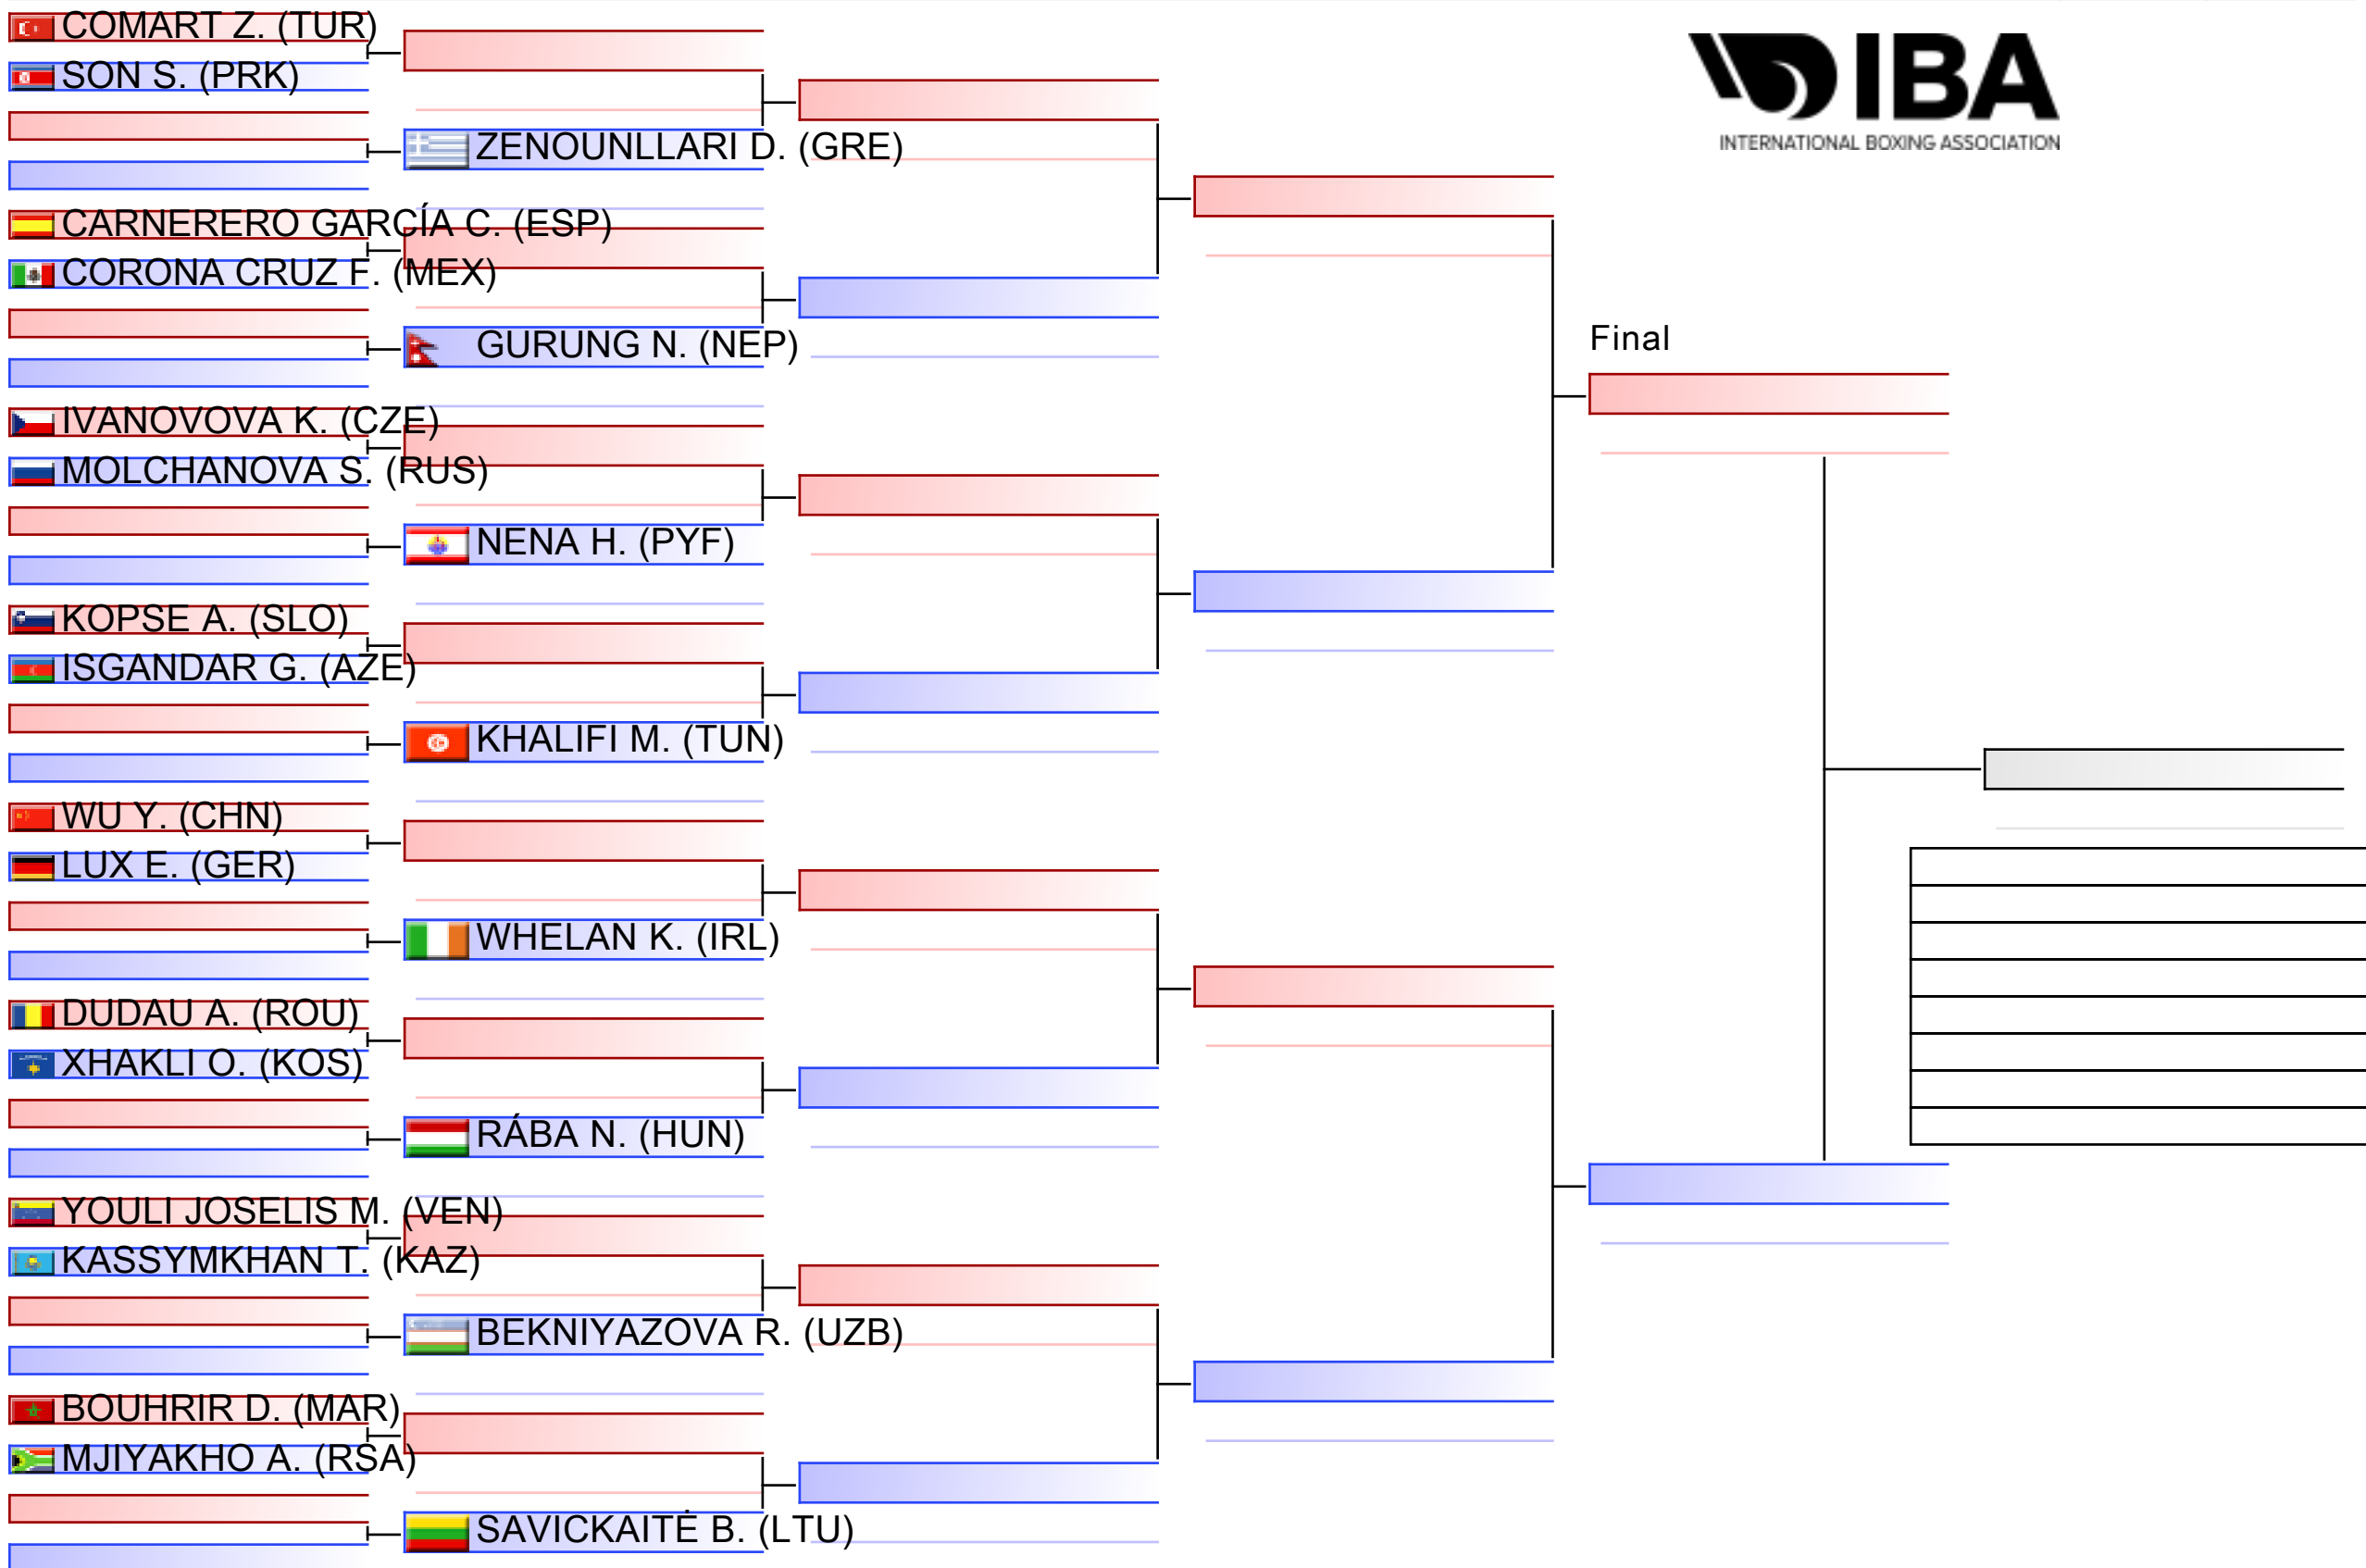 COMART Z. (TUR)
SON S. (PRK)
ZENOUNLLARI D. (GRE)
CARNERERO GARCÍA C. (ESP)
CORONA CRUZ F. (MEX)
GURUNG N. (NEP)
IVANOVOVA K. (CZE)
MOLCHANOVA S. (RUS)
NENA H. (PYF)
KOPSE A. (SLO)
ISGANDAR G. (AZE)
KHALIFI M. (TUN)
WU Y. (CHN)
LUX E. (GER)
WHELAN K. (IRL)
DUDAU A. (ROU)
XHAKLI O. (KOS)
RÁBA N. (HUN)
YOULI JOSELIS M. (VEN)
KASSYMKHAN T. (KAZ)
BEKNIYAZOVA R. (UZB)
BOUHRIR D. (MAR)
MJIYAKHO A. (RSA)
SAVICKAITĖ B. (LTU)
Final
IBA
INTERNATIONAL BOXING ASSOCIATION